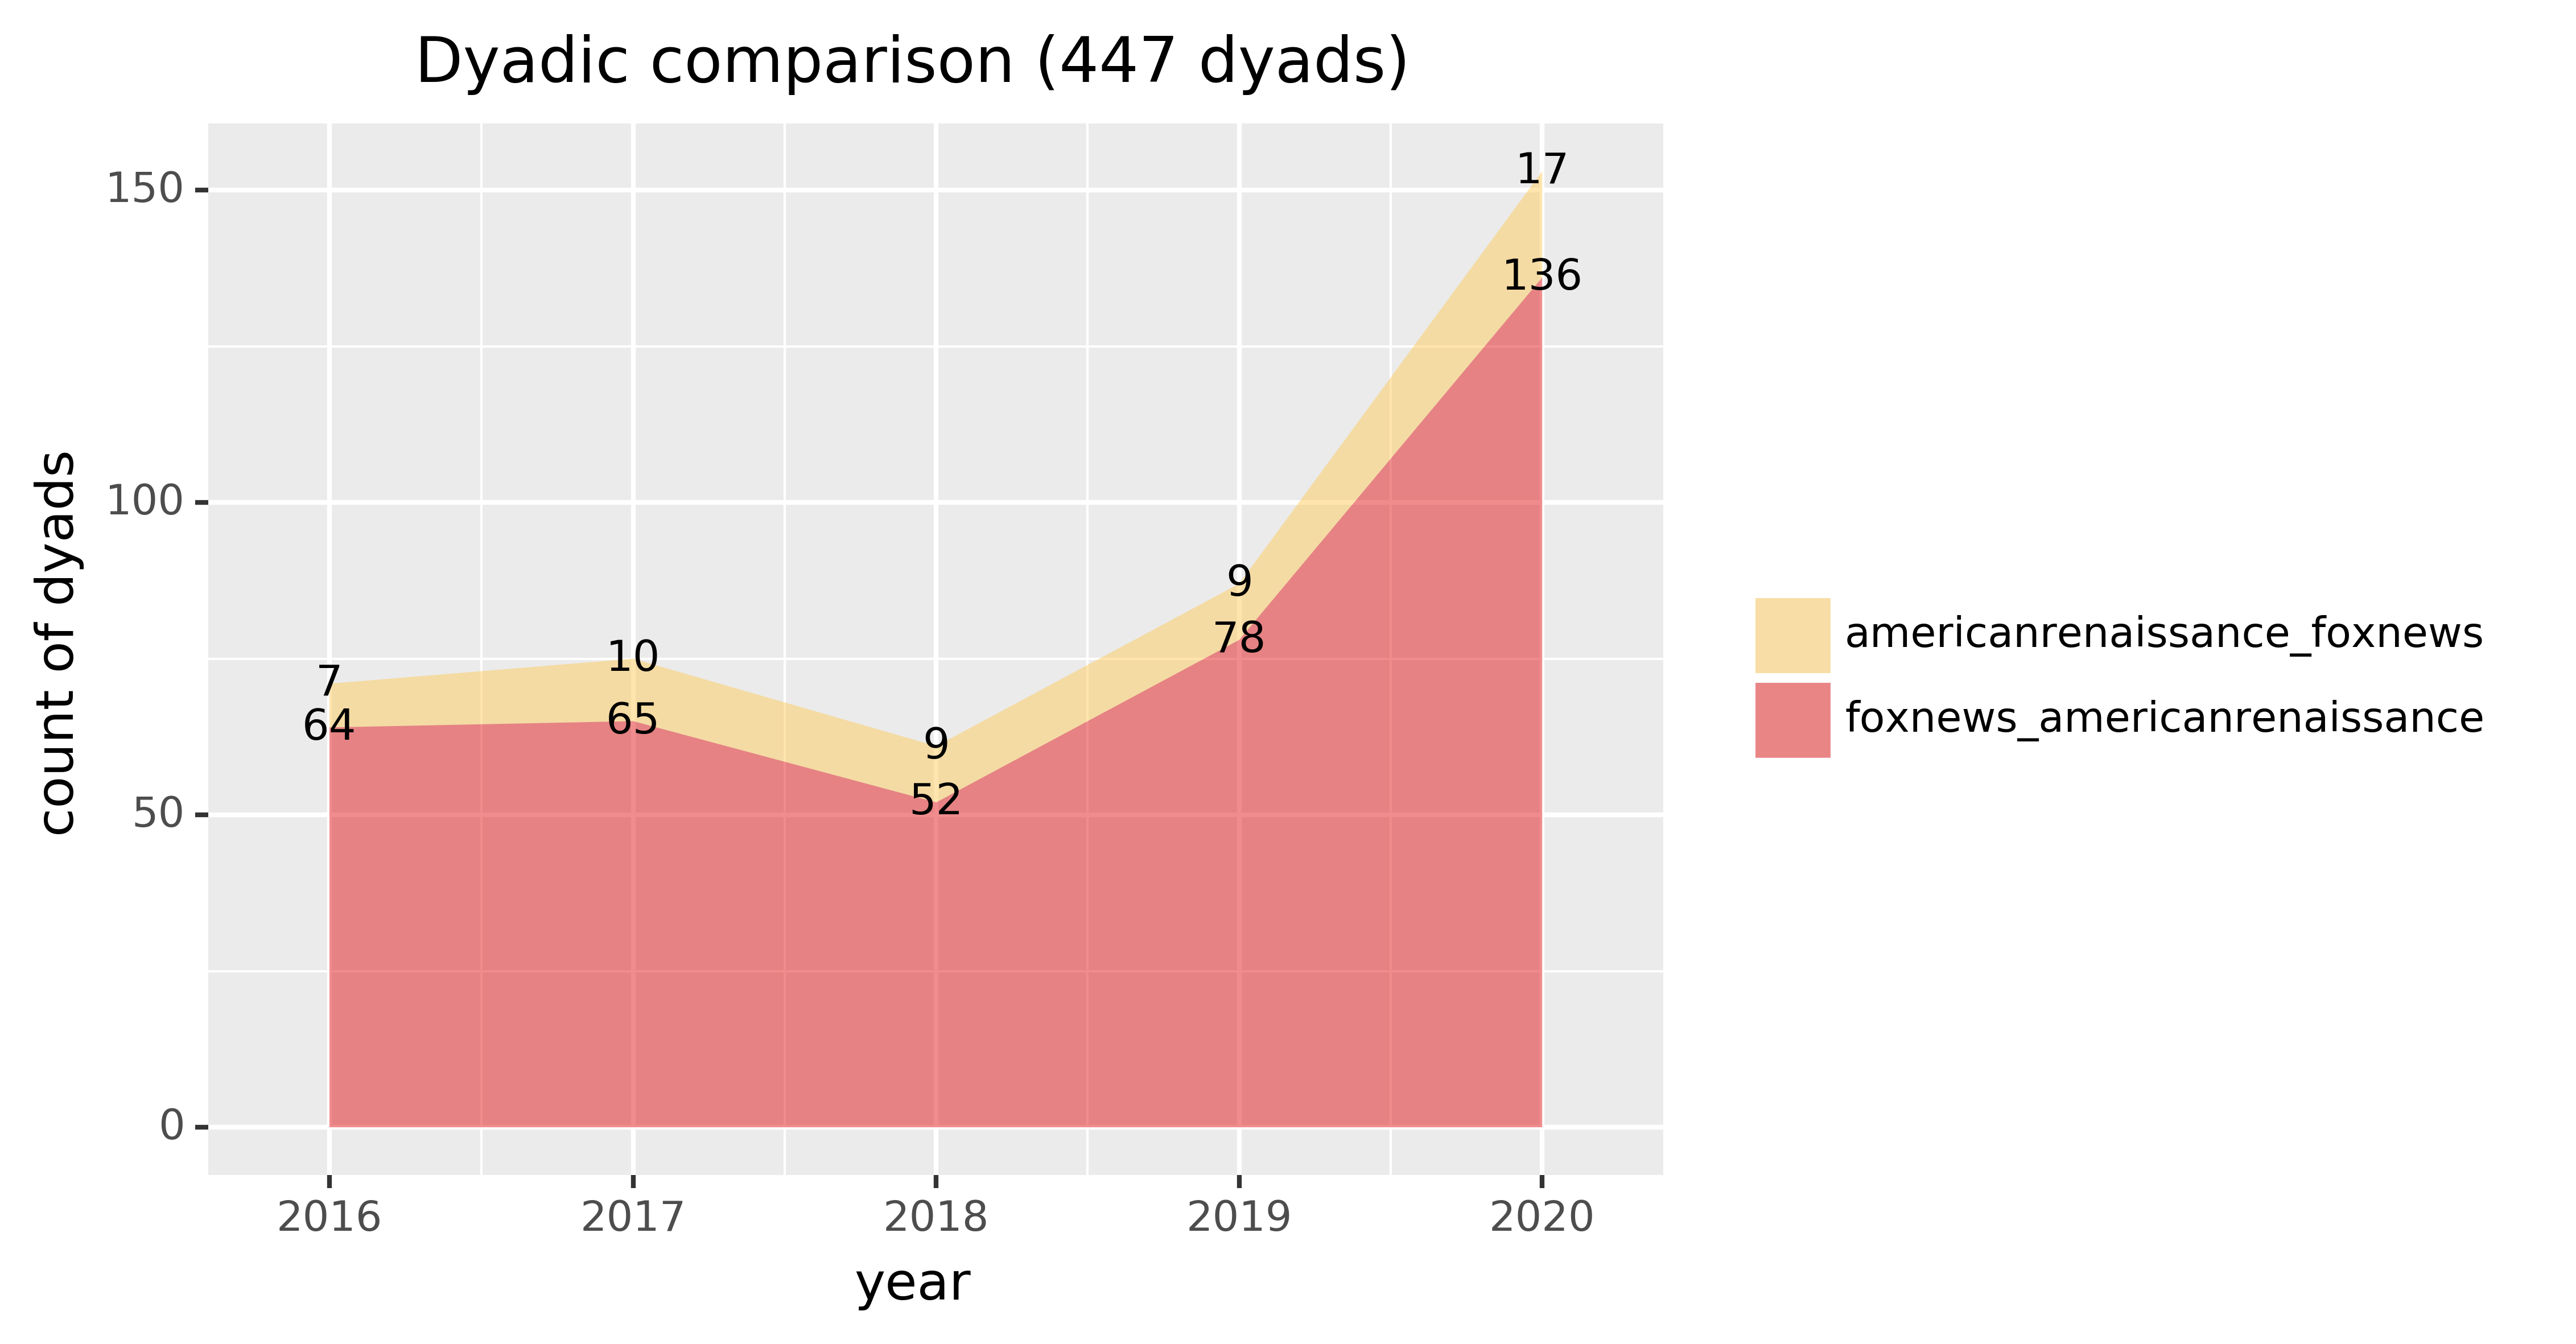 Dyadic comparison (447 dyads)
count of dyads
150
100
50
0
7
64
10
65
9
52
9
78
17
136
2016 2017 2018 2019 2020
year
americanrenaissance_foxnews
foxnews_americanrenaissance